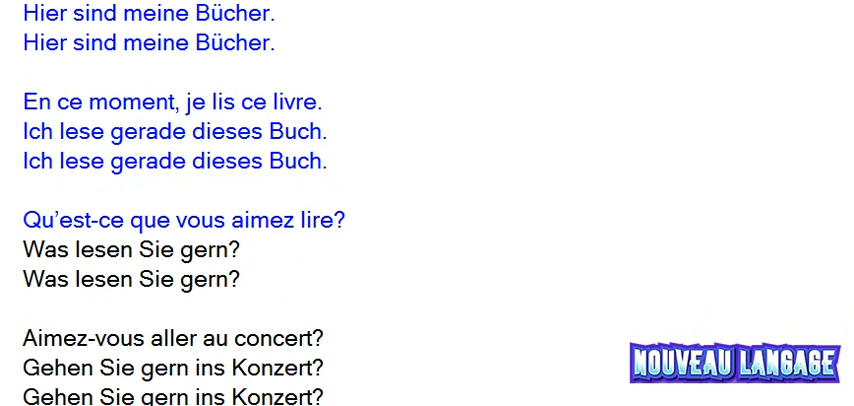 Hier sind meine Bücher.
Hier sind meine Bücher.
En ce moment, je lis ce livre.
Ich lese gerade dieses Buch.
Ich lese gerade dieses Buch.
Qu’est-ce que vous aimez lire?
Was lesen Sie gern?
Was lesen Sie gern?
Aimez-vous aller au concert?
Gehen Sie gern ins Konzert?
Gehen Sie gern ins Konzert?
NOUVEAU LANGAGE